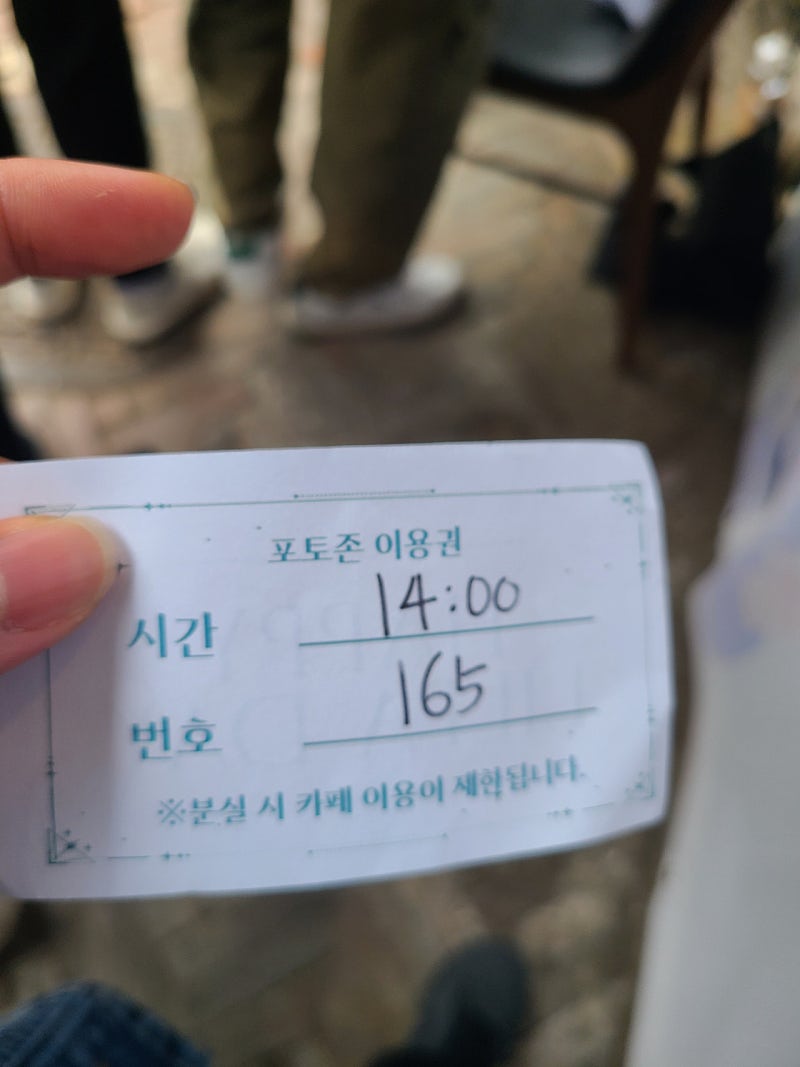 포토존 이용권
시간 14:00
번호 165
※분실 시 카페 이용이 제한됩니다.